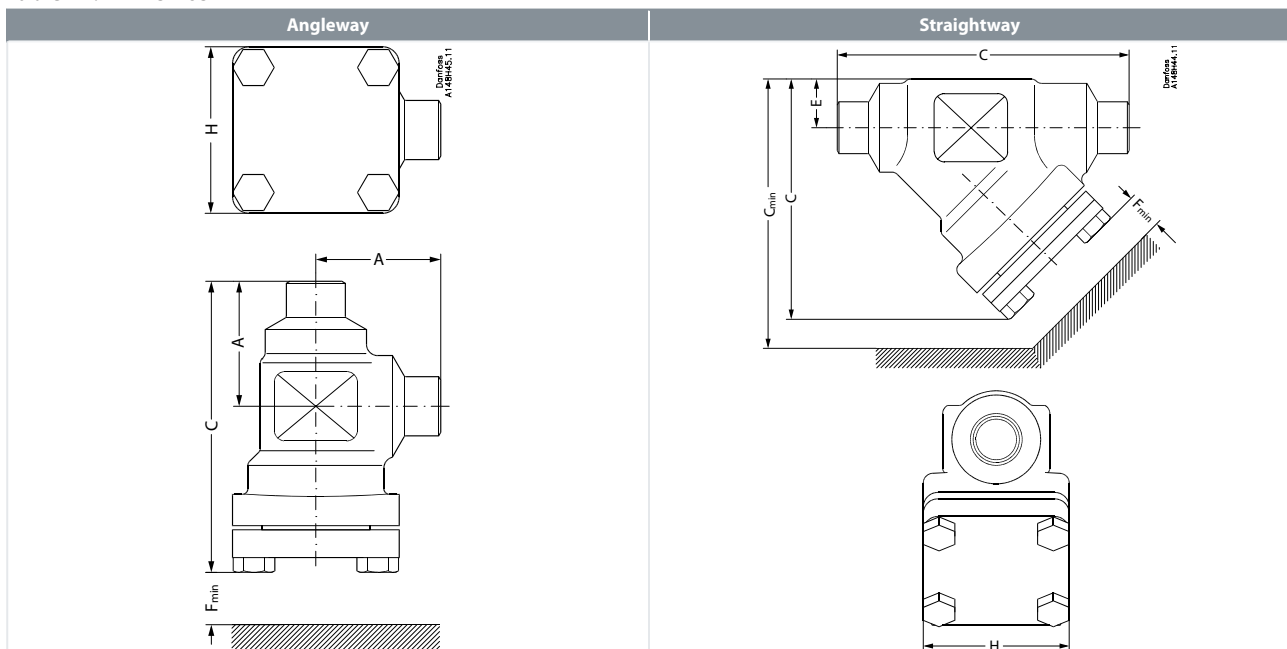 Angleway
Straightway
H
Danfoss
A148H45.11
A
A
C
Fmin
C
Danfoss
A148H44.11
E
Cmin
C
Fmin
H